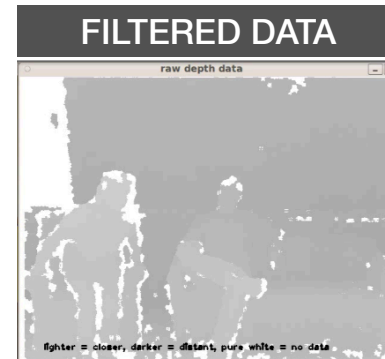 FILTERED DATA
raw depth data
lighter = closer, darker = distant, pure white = no data